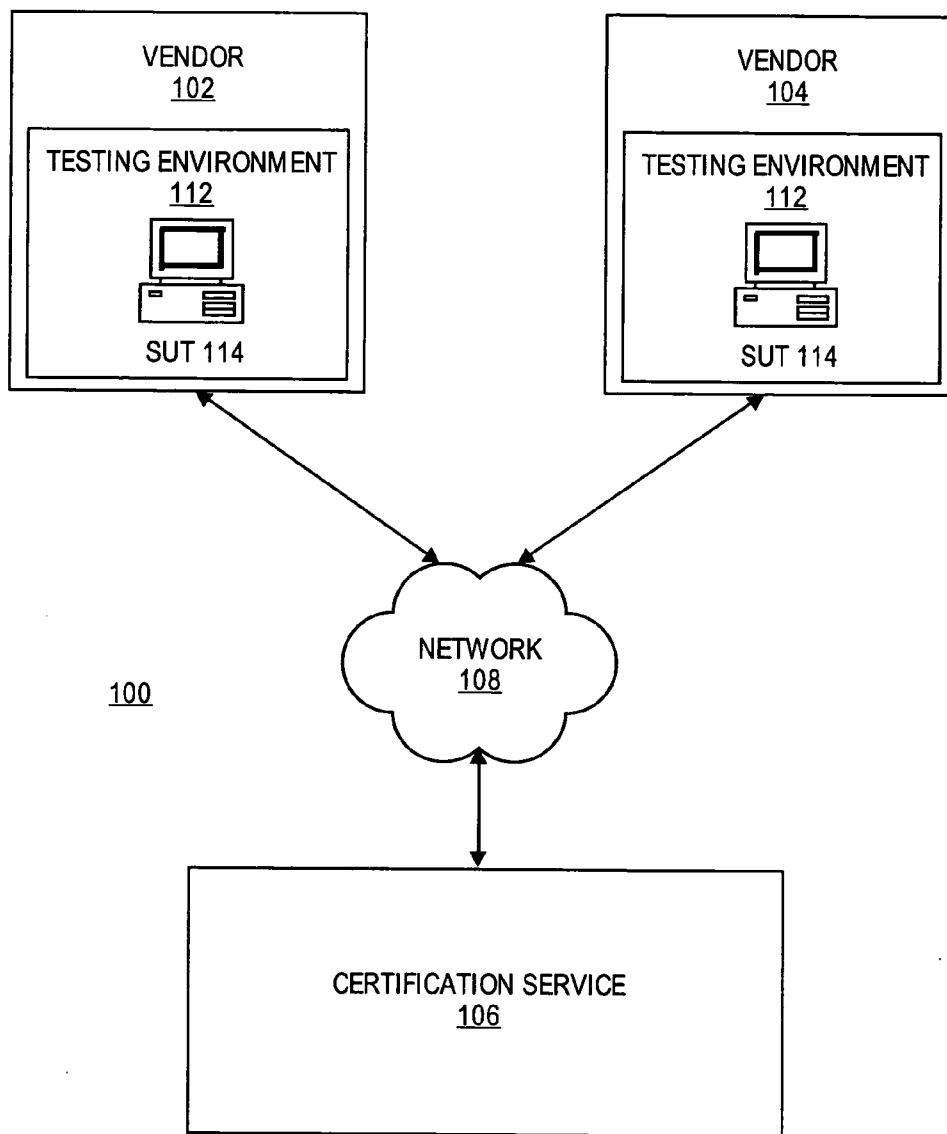 VENDOR
102
TESTING ENVIRONMENT
112
SUT 114
VENDOR
104
TESTING ENVIRONMENT
112
SUT 114
NETWORK
108
100
CERTIFICATION SERVICE
106